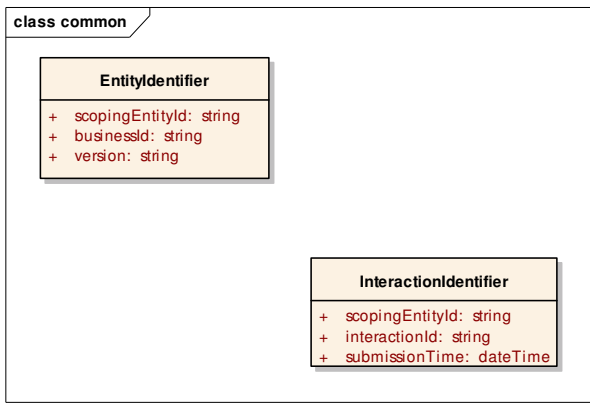 class common
EntityIdentifier
+ scopingEntityId: string
+ businessId: string
+ version: string
InteractionIdentifier
+ scopingEntityId: string
+ interactionId: string
+ submissionTime: dateTime